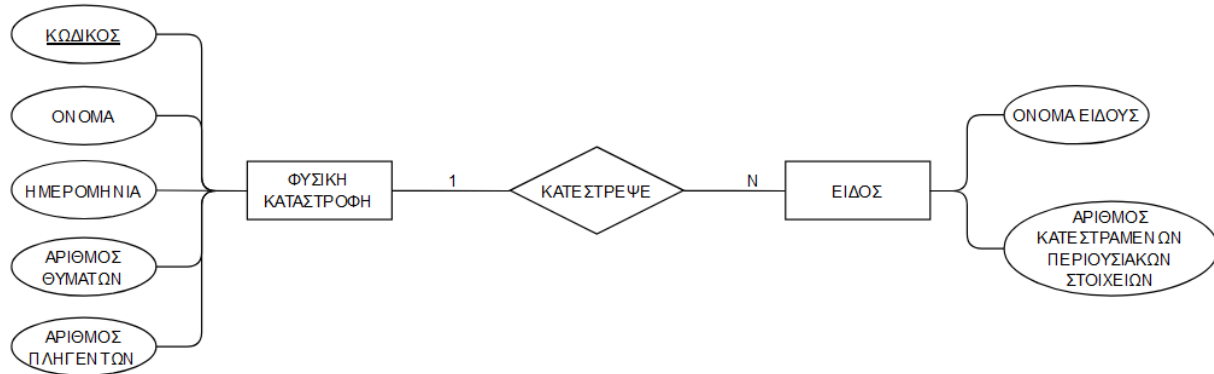 ΚΩΔΙΚΟΣ
ΟΝΟΜΑ
ΗΜΕΡΟΜΗΝΙΑ
ΑΡΙΘΜΟΣ
ΘΥΜΑΤΩΝ
ΑΡΙΘΜΟΣ
ΠΛΗΓΕΝΤΩΝ
ΦΥΣΙΚΗ
ΚΑΤΑΣΤΡΟΦΗ
1
ΚΑΤΕΣΤΡΕΨΕ
N
ΕΙΔΟΣ
ΟΝΟΜΑ ΕΙΔΟΥΣ
ΑΡΙΘΜΟΣ
ΚΑΤΕΣΤΡΑΜΕΝΩΝ
ΠΕΡΙΟΥΣΙΑΚΩΝ
ΣΤΟΙΧΕΙΩΝ